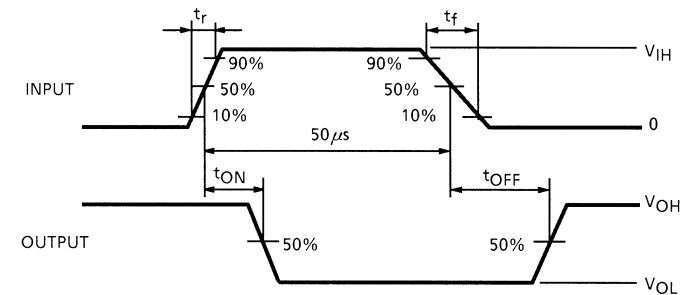 tr
tf
VIH
90%
90%
INPUT
50%
50%
10%
10%
0
50μs
tON
tOFF
VOH
OUTPUT
50%
50%
VOL